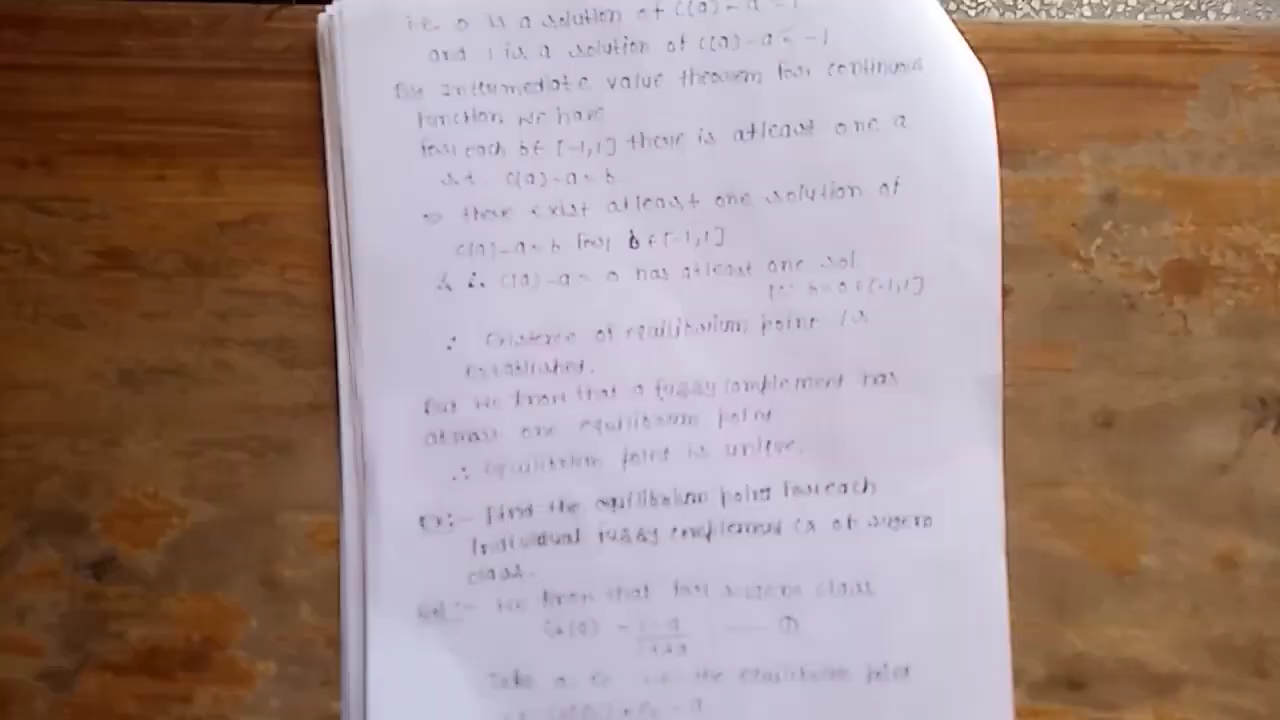 i.e 0 is a solution of c(a) - a = 1
and 1 is a solution of c(a) - a = -1
By intermediate value theorem for continuous
function we have
for each b ∈ [-1,1] there is atleast one a
s.t. c(a) - a = b
⇒ there exist atleast one solution of
c(a) - a = b for b ∈ [-1,1]
∴ c(a) - a = 0 has atleast one sol
[∵ b = 0 ∈ [-1,1]
∴ Existence of equilibrium point is
established.
But we know that a fuzzy complement has
atmost one equilibrium point
∴ equilibrium point is
Ex:- Find the equilibrium point for each
individual fuzzy complement of sugeno
class.
Sol:- We know that for sugeno class
(a) = 1-a
Take the equilibrium point